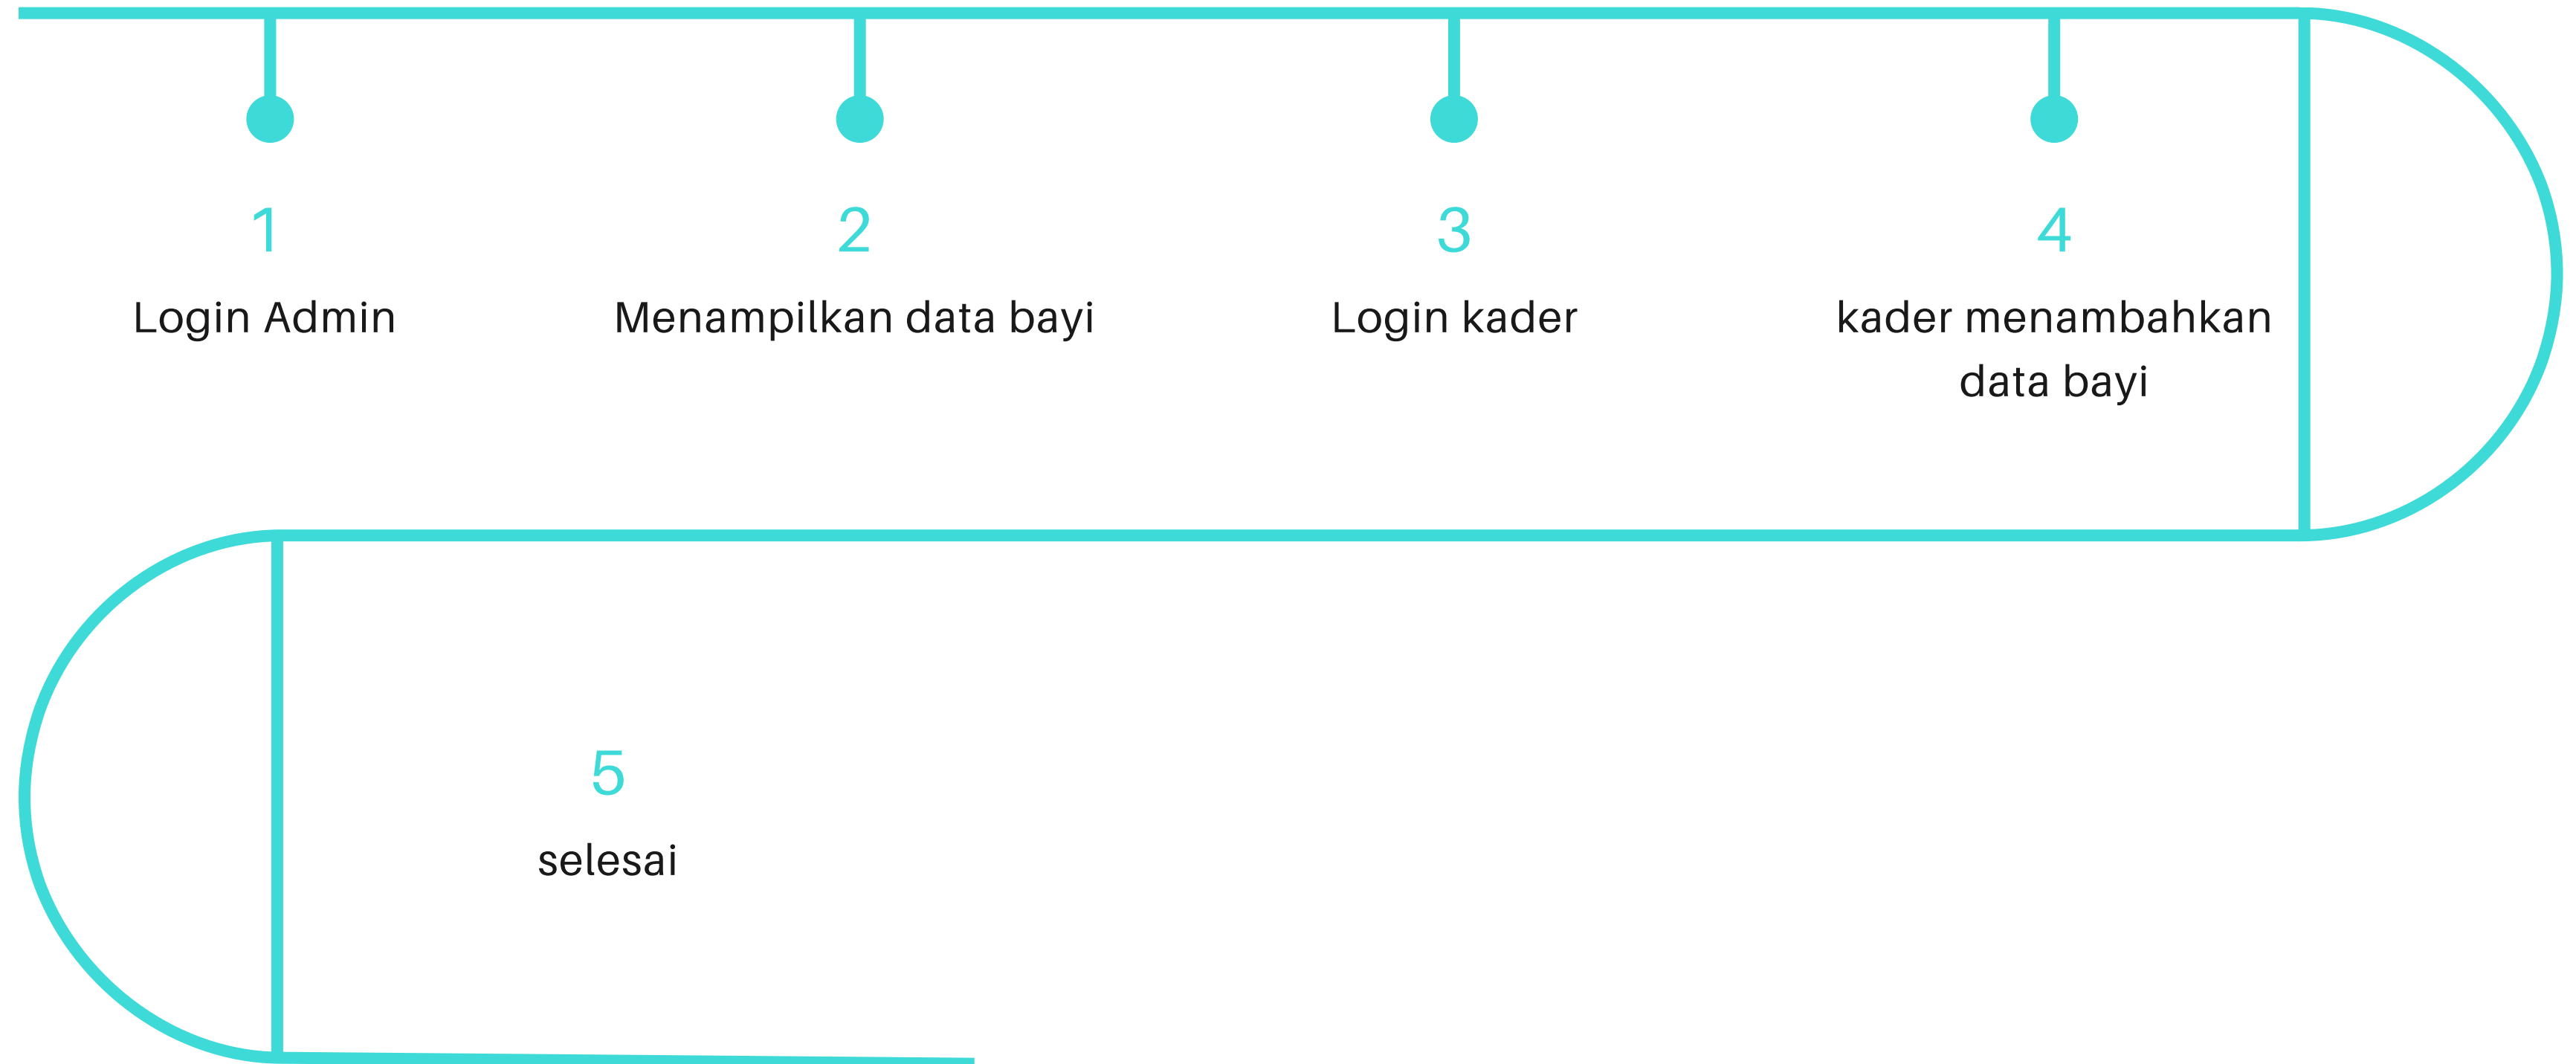 1
Login Admin
2
Menampilkan data bayi
3
Login kader
4
kader menambahkan
data bayi
5
selesai